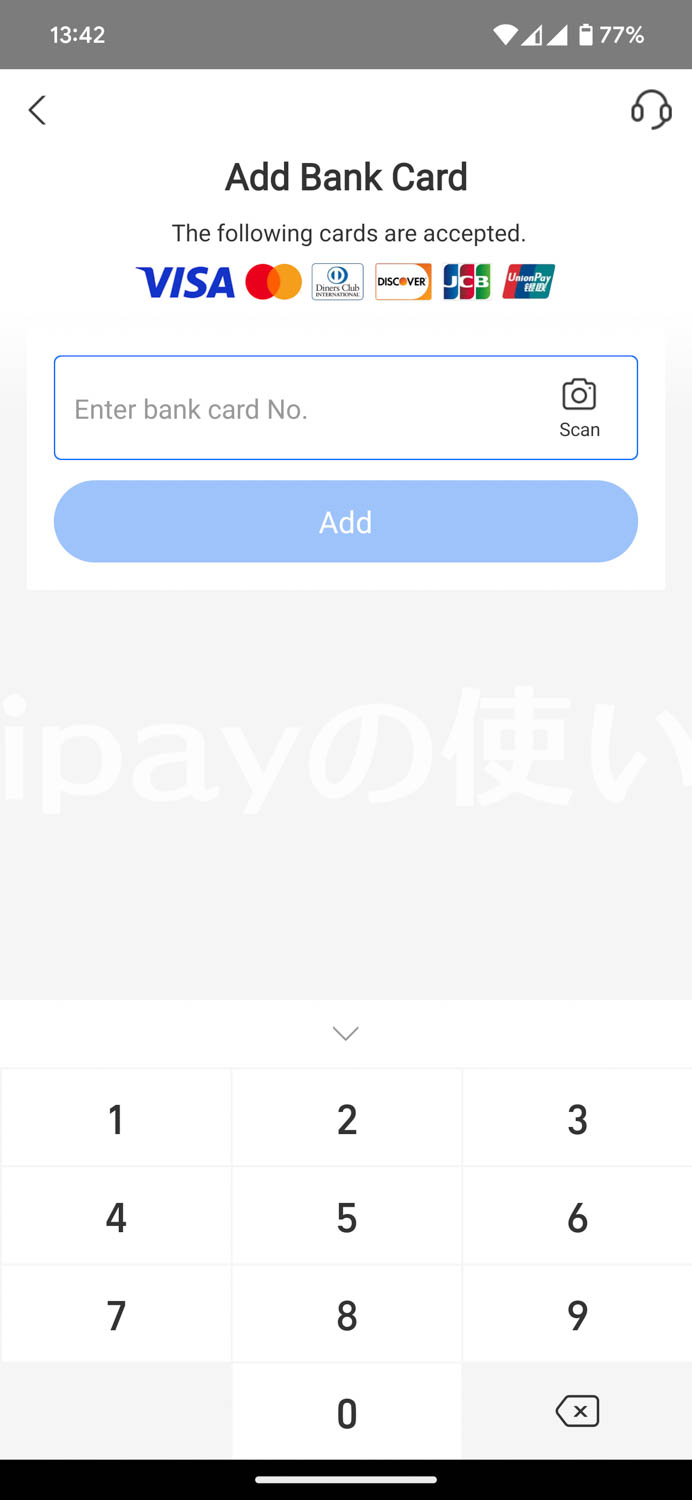 13:42 77%
Add Bank Card
The following cards are accepted.
VISA Diners Club INTERNATIONAL DISCOVER JCB UnionPay 银联
Enter bank card No.
Scan
Add
ipayの使い
1 2 3
4 5 6
7 8 9
0